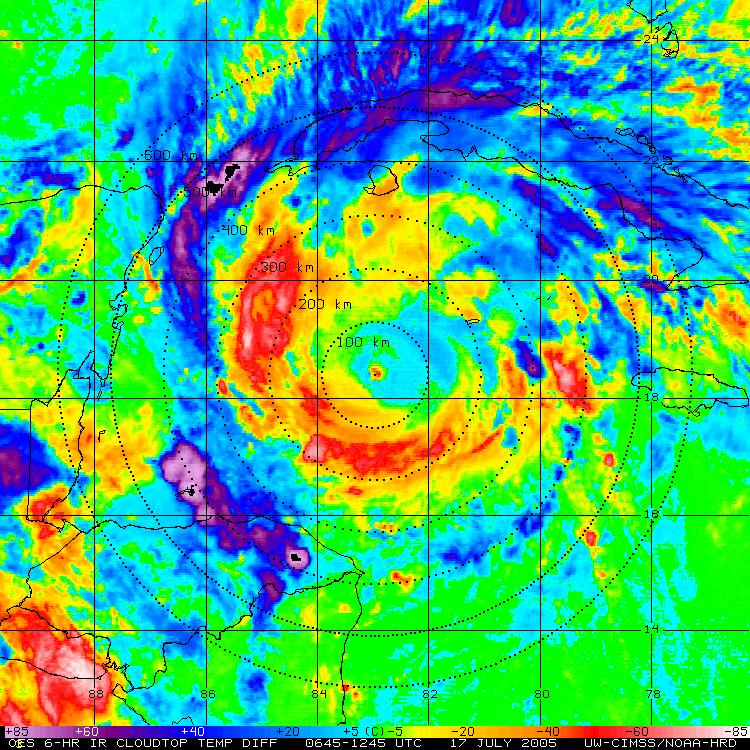 24
600 km
22
500 km
400 km
20
300 km
200 km
100 km
18
16
14
88 86 84 82 80 78
+85 +60 +40 +20 +5 (C) -5 -20 -40 -60 -85
GOES 6-HR IR CLOUDTOP TEMP DIFF 0645-1245 UTC 17 JULY 2005 UW-CIMSS/NOAA-HRD